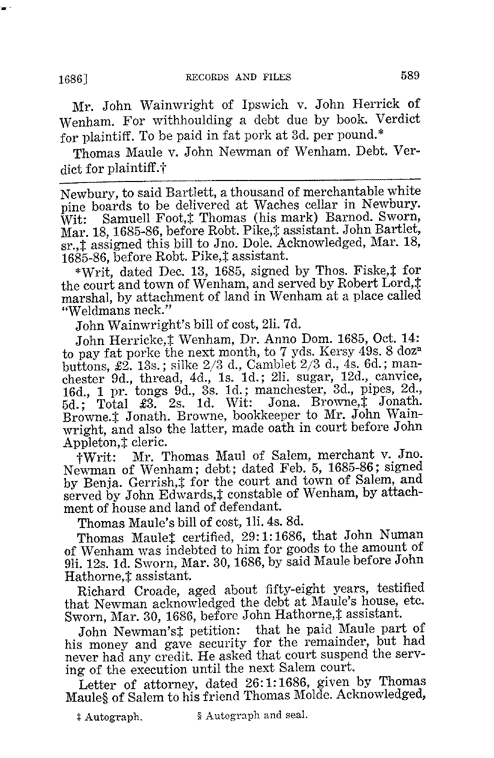 1686]
RECORDS AND FILES
589
Mr. John Wainwright of Ipswich v. John Herrick of
Wenham. For withhoulding a debt due by book. Verdict
for plaintiff. To be paid in fat pork at 3d. per pound.*
Thomas Maule v. John Newman of Wenham. Debt. Ver-
dict for plaintiff.†
Newbury, to said Bartlett, a thousand of merchantable white
pine boards to be delivered at Waches cellar in Newbury.
Wit: Samuell Foot,‡ Thomas (his mark) Barnod. Sworn,
Mar. 18, 1685-86, before Robt. Pike,‡ assistant. John Bartlet,
sr.,‡ assigned this bill to Jno. Dole. Acknowledged, Mar. 18,
1685-86, before Robt. Pike,‡ assistant.
*Writ, dated Dec. 13, 1685, signed by Thos. Fiske,‡ for
the court and town of Wenham, and served by Robert Lord,‡
marshal, by attachment of land in Wenham at a place called
"Weldmans neck."
John Wainwright's bill of cost, 2li. 7d.
John Herricke,‡ Wenham, Dr. Anno Dom. 1685, Oct. 14:
to pay fat porke the next month, to 7 yds. Kersy 49s. 8 dozⁿ
buttons, £2. 13s.; silke 2/3 d., Camblet 2/3 d., 4s. 6d.; man-
chester 9d., thread, 4d., 1s. 1d.; 2li. sugar, 12d., canvice,
16d., 1 pr. tongs 9d., 3s. 1d.; manchester, 3d., pipes, 2d.,
5d.; Total £3. 2s. 1d. Wit: Jona. Browne,‡ Jonath.
Browne.‡ Jonath. Browne, bookkeeper to Mr. John Wain-
wright, and also the latter, made oath in court before John
Appleton,‡ cleric.
†Writ: Mr. Thomas Maul of Salem, merchant v. Jno.
Newman of Wenham; debt; dated Feb. 5, 1685-86; signed
by Benja. Gerrish,‡ for the court and town of Salem, and
served by John Edwards,‡ constable of Wenham, by attach-
ment of house and land of defendant.
Thomas Maule's bill of cost, 1li. 4s. 8d.
Thomas Maule‡ certified, 29:1:1686, that John Numan
of Wenham was indebted to him for goods to the amount of
9li. 12s. 1d. Sworn, Mar. 30, 1686, by said Maule before John
Hathorne,‡ assistant.
Richard Croade, aged about fifty-eight years, testified
that Newman acknowledged the debt at Maule's house, etc.
Sworn, Mar. 30, 1686, before John Hathorne,‡ assistant.
John Newman's‡ petition: that he paid Maule part of
his money and gave security for the remainder, but had
never had any credit. He asked that court suspend the serv-
ing of the execution until the next Salem court.
Letter of attorney, dated 26:1:1686, given by Thomas
Maule§ of Salem to his friend Thomas Molde. Acknowledged,
‡ Autograph. § Autograph and seal.